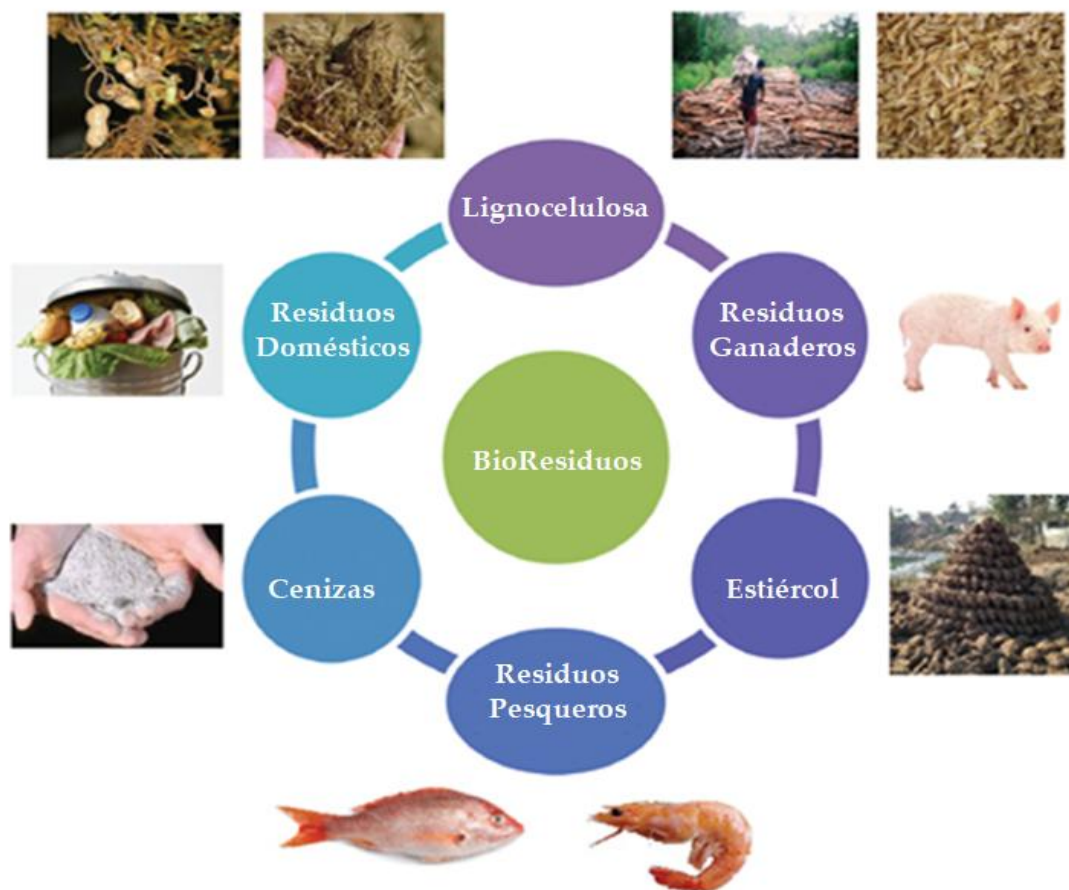 Lignocelulosa
Residuos
Domésticos
Residuos
Ganaderos
BioResiduos
Cenizas
Estiércol
Residuos
Pesqueros